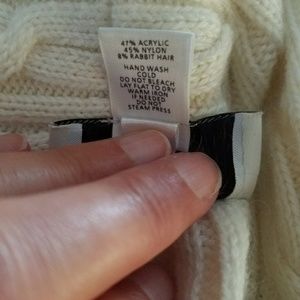 47% ACRYLIC
45% NYLON
8% RABBIT HAIR
HAND WASH
COLD
DO NOT BLEACH
LAY FLAT TO DRY
WARM IRON
IF NEEDED
DO NOT
STEAM PRESS